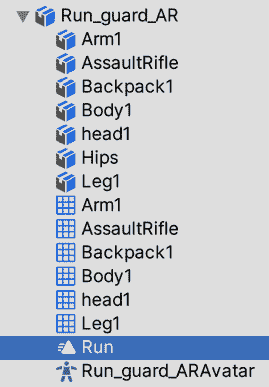 Run_guard_AR
Arm1
AssaultRifle
Backpack1
Body1
head1
Hips
Leg1
Arm1
AssaultRifle
Backpack1
Body1
head1
Leg1
Run
Run_guard_ARAvatar